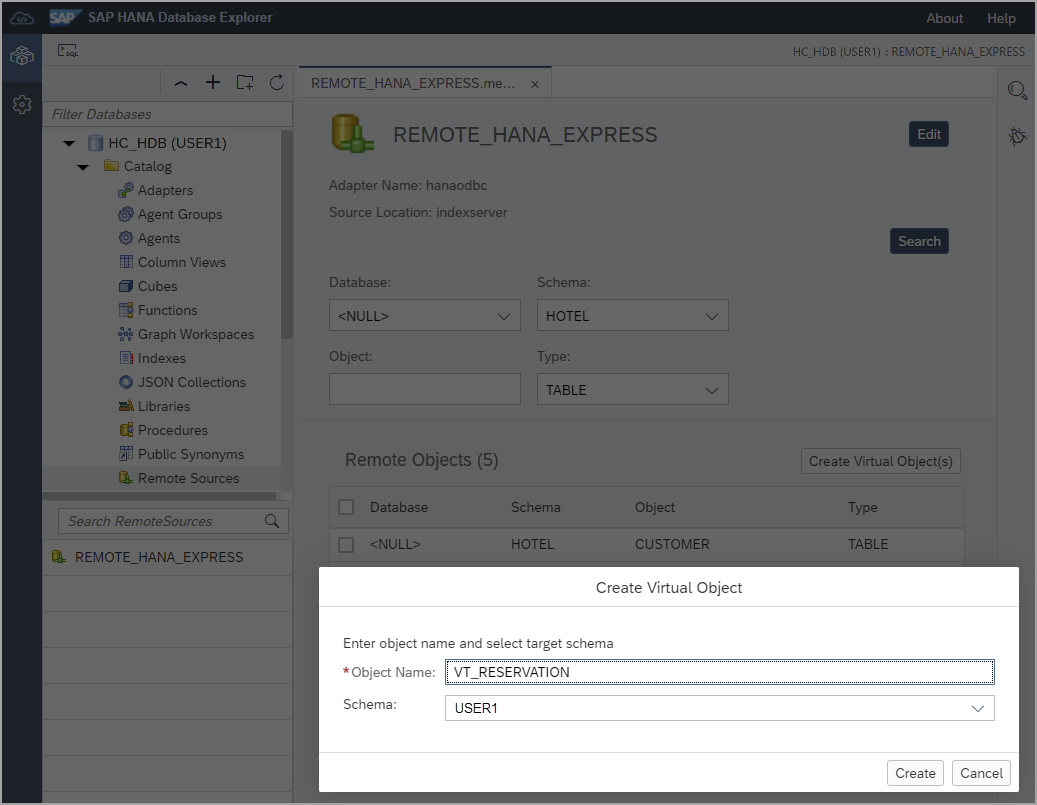 SAP SAP HANA Database Explorer About Help
SQL HC_HDB (USER1) : REMOTE_HANA_EXPRESS
REMOTE_HANA_EXPRESS.me...
Filter Databases
HC_HDB (USER1)
Catalog
Adapters
Agent Groups
Agents
Column Views
Cubes
Functions
Graph Workspaces
Indexes
JSON Collections
Libraries
Procedures
Public Synonyms
Remote Sources
Search RemoteSources
REMOTE_HANA_EXPRESS
REMOTE_HANA_EXPRESS Edit
Adapter Name: hanaodbc
Source Location: indexserver
Search
Database: Schema:
<NULL> HOTEL
Object: Type:
TABLE
Remote Objects (5) Create Virtual Object(s)
Database Schema Object Type
<NULL> HOTEL CUSTOMER TABLE
Create Virtual Object
Enter object name and select target schema
*Object Name: VT_RESERVATION
Schema: USER1
Create Cancel